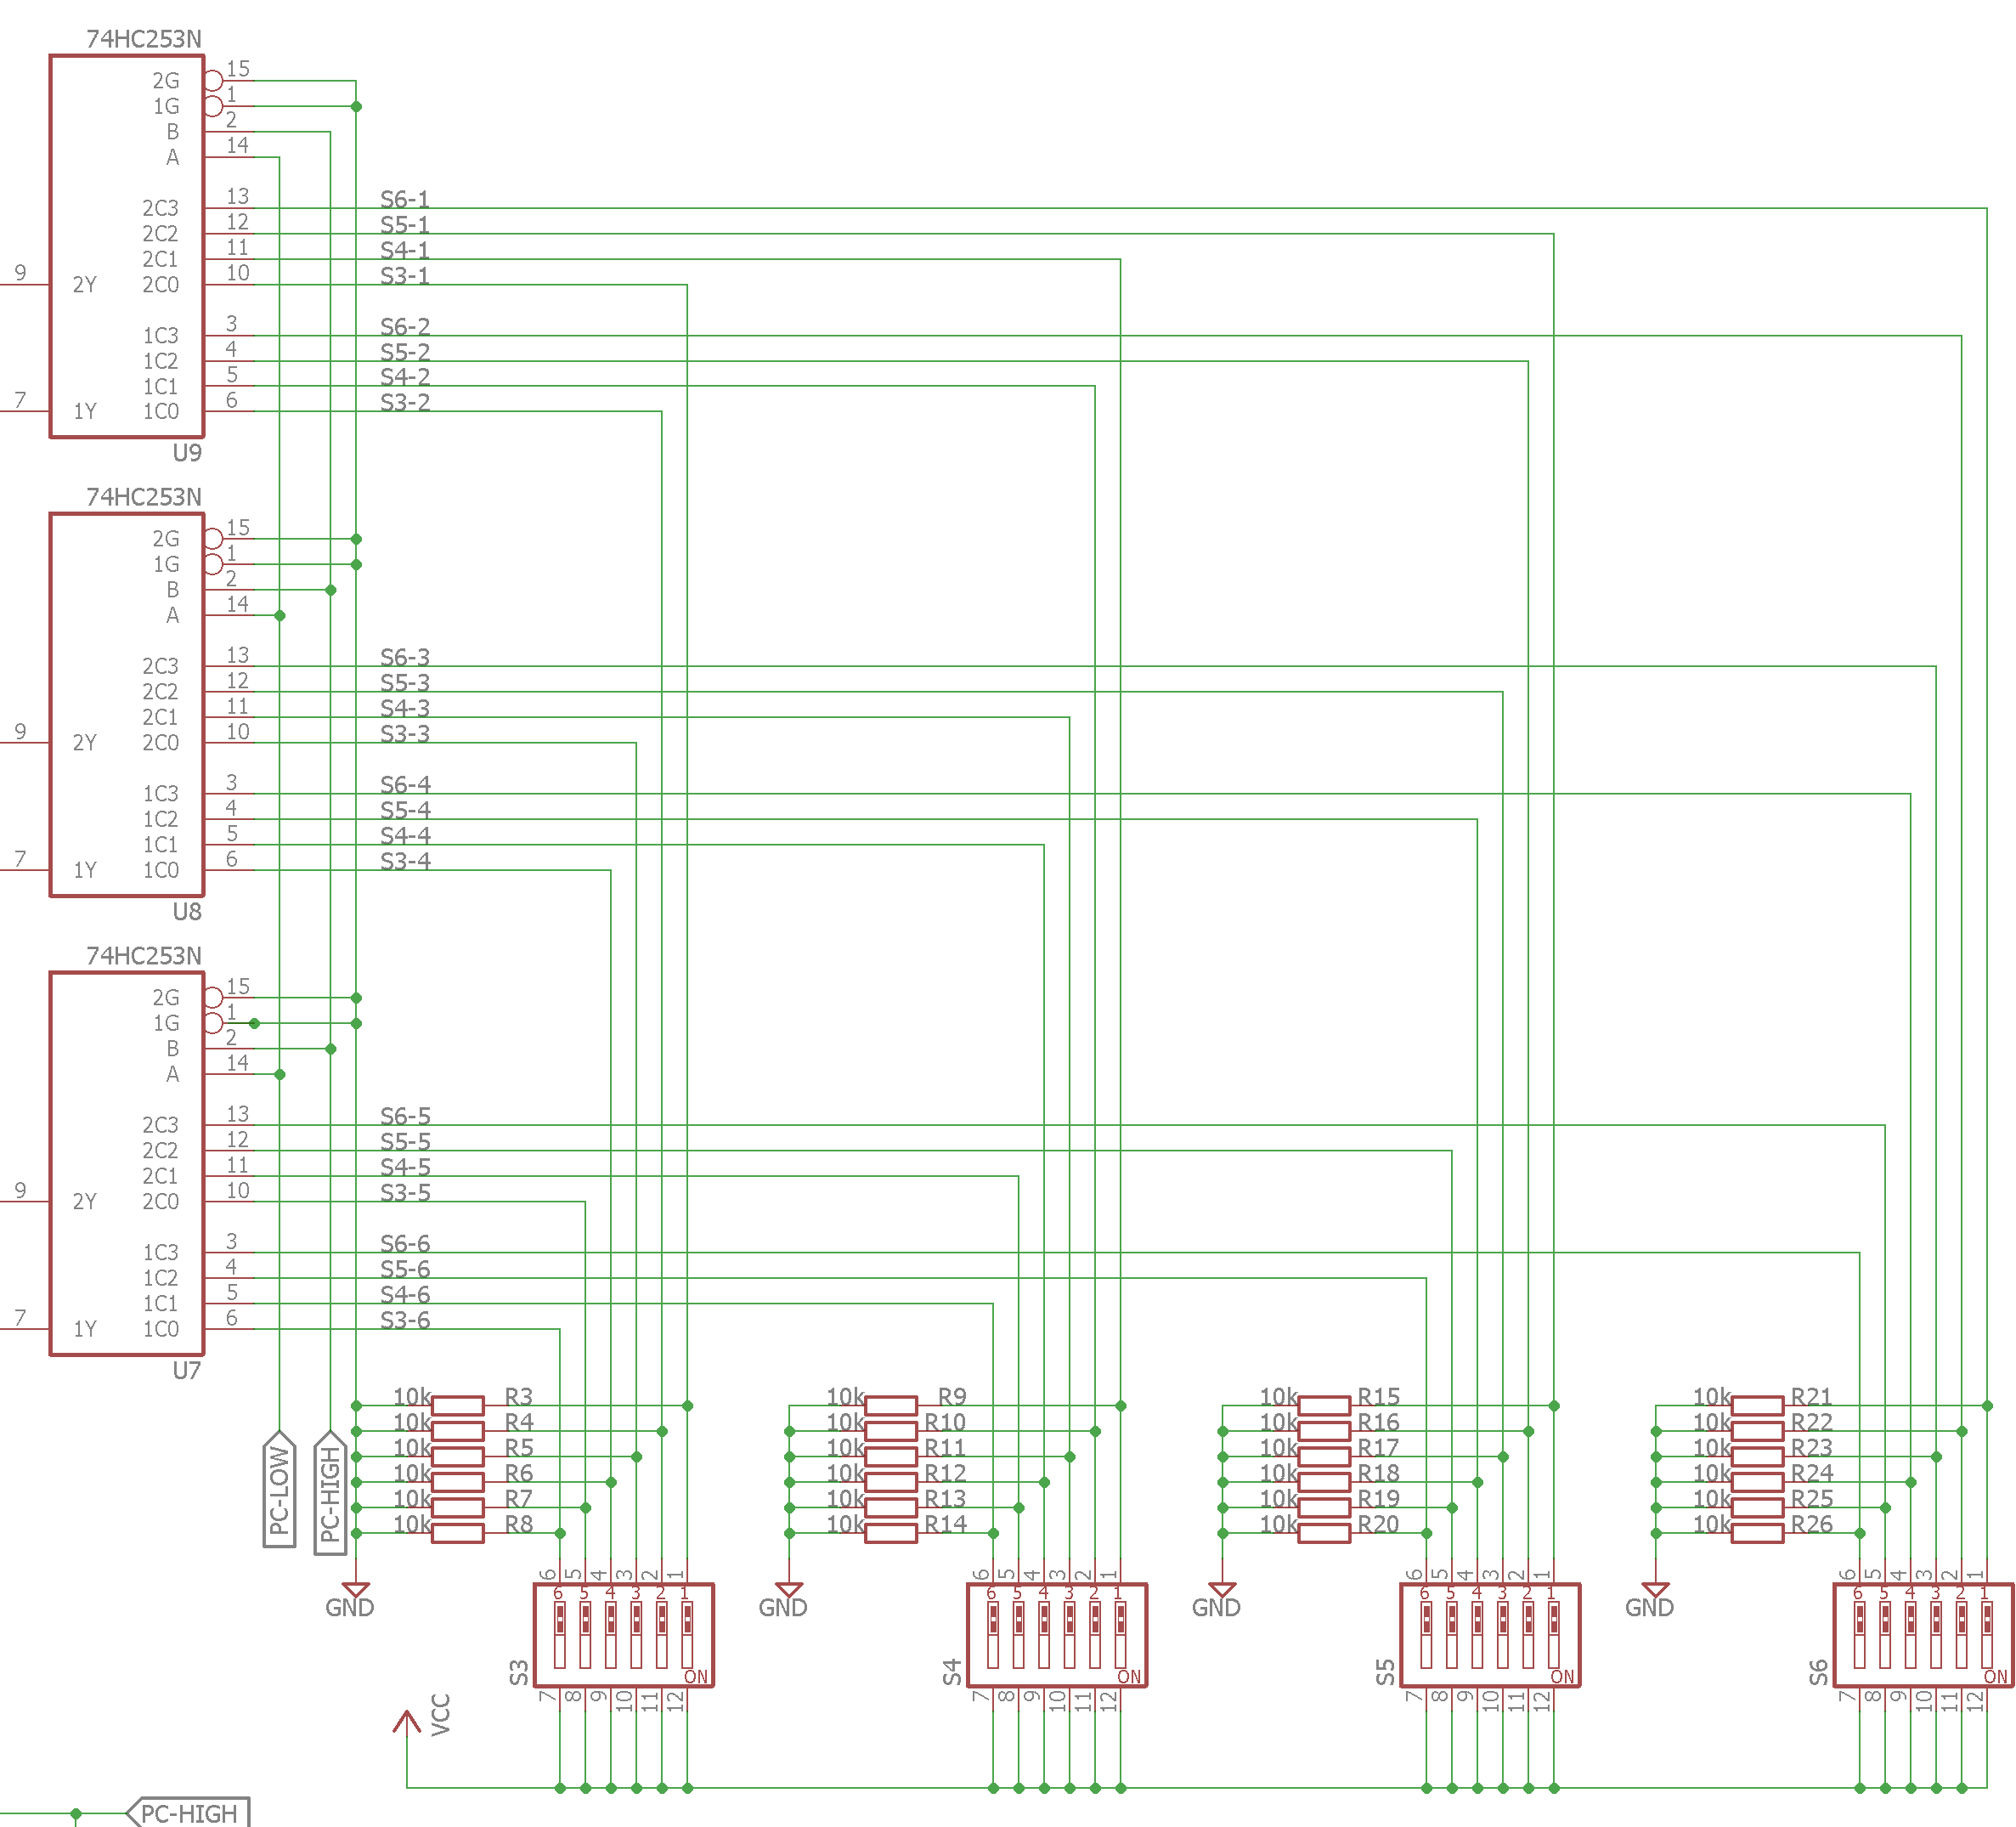 74HC253N
2G 15
1G 1
B 2
A 14
2C3 13 S6-1
2C2 12 S5-1
2C1 11 S4-1
9 2Y 2C0 10 S3-1
1C3 3 S6-2
1C2 4 S5-2
1C1 5 S4-2
7 1Y 1C0 6 S3-2
U9
74HC253N
2G 15
1G 1
B 2
A 14
2C3 13 S6-3
2C2 12 S5-3
2C1 11 S4-3
9 2Y 2C0 10 S3-3
1C3 3 S6-4
1C2 4 S5-4
1C1 5 S4-4
7 1Y 1C0 6 S3-4
U8
74HC253N
2G 15
1G 1
B 2
A 14
2C3 13 S6-5
2C2 12 S5-5
2C1 11 S4-5
9 2Y 2C0 10 S3-5
1C3 3 S6-6
1C2 4 S5-6
1C1 5 S4-6
7 1Y 1C0 6 S3-6
U7
10k R3 10k R9 10k R15 10k R21
10k R4 10k R10 10k R16 10k R22
10k R5 10k R11 10k R17 10k R23
10k R6 10k R12 10k R18 10k R24
10k R7 10k R13 10k R19 10k R25
10k R8 10k R14 10k R20 10k R26
PC-LOW
PC-HIGH
6 5 4 3 2 1 6 5 4 3 2 1 6 5 4 3 2 1 6 5 4 3 2 1
6 5 4 3 2 1 6 5 4 3 2 1 6 5 4 3 2 1 6 5 4 3 2 1
GND GND GND GND
S3 ON S4 ON S5 ON S6 ON
7 8 9 10 11 12 7 8 9 10 11 12 7 8 9 10 11 12 7 8 9 10 11 12
VCC
PC-HIGH